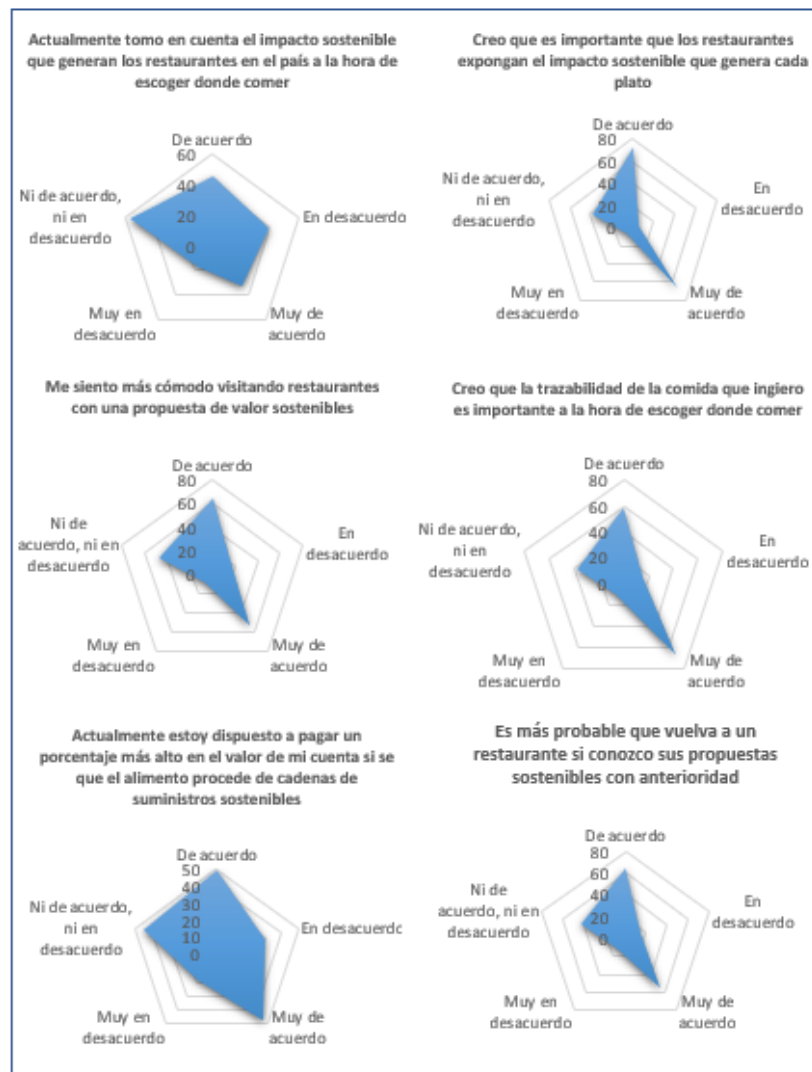 Actualmente tomo en cuenta el impacto sostenible
que generan los restaurantes en el país a la hora de
escoger donde comer
De acuerdo
60
40
20
0
Ni de acuerdo,
ni en
desacuerdo
En desacuerdo
Muy en
desacuerdo
Muy de
acuerdo
Creo que es importante que los restaurantes
expongan el impacto sostenible que genera cada
plato
De acuerdo
80
60
40
20
0
Ni de acuerdo,
ni en
desacuerdo
En
desacuerdo
Muy en
desacuerdo
Muy de
acuerdo
Me siento más cómodo visitando restaurantes
con una propuesta de valor sostenibles
De acuerdo
80
60
40
20
0
Ni de
acuerdo, ni en
desacuerdo
En
desacuerdo
Muy en
desacuerdo
Muy de
acuerdo
Creo que la trazabilidad de la comida que ingiero
es importante a la hora de escoger donde comer
De acuerdo
80
60
40
20
0
Ni de acuerdo,
ni en
desacuerdo
En
desacuerdo
Muy en
desacuerdo
Muy de
acuerdo
Actualmente estoy dispuesto a pagar un
porcentaje más alto en el valor de mi cuenta si se
que el alimento procede de cadenas de
suministros sostenibles
De acuerdo
50
40
30
20
10
0
Ni de acuerdo,
ni en
desacuerdo
En desacuerdo
Muy en
desacuerdo
Muy de
acuerdo
Es más probable que vuelva a un
restaurante si conozco sus propuestas
sostenibles con anterioridad
De acuerdo
80
60
40
20
0
Ni de
acuerdo, ni en
desacuerdo
En
desacuerdo
Muy en
desacuerdo
Muy de
acuerdo